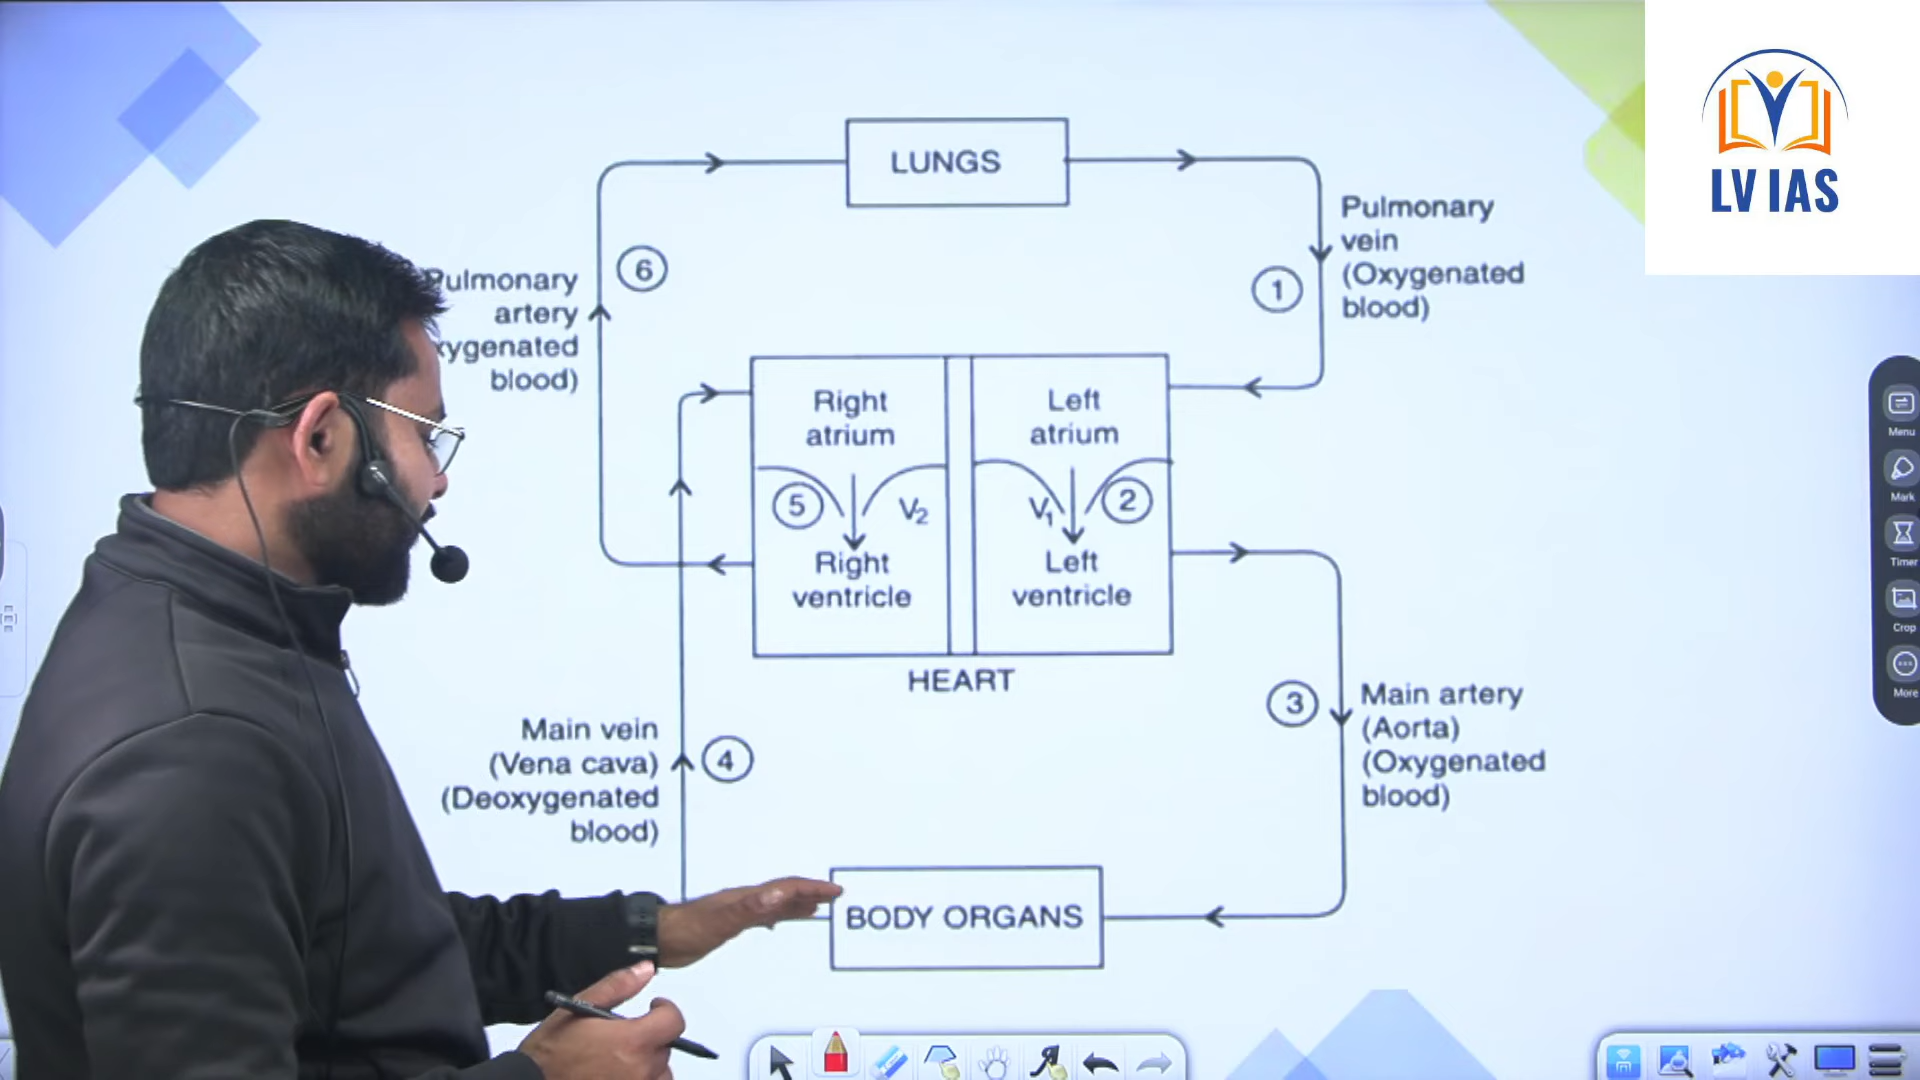 LV IAS
LUNGS
Pulmonary
vein
(Oxygenated
blood)
1
6
Pulmonary
artery
xygenated
blood)
Right
atrium
Left
atrium
5
V2
V1
2
Right
ventricle
Left
ventricle
HEART
3
Main artery
(Aorta)
(Oxygenated
blood)
Main vein
(Vena cava)
(Deoxygenated
blood)
4
BODY ORGANS
Menu
Mark
Timer
Crop
More